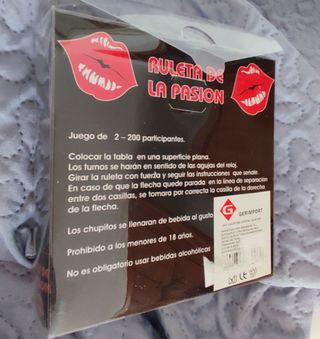 RULETA DE
LA PASION
Juego de 2 – 200 participantes.
Colocar la tabla en una superficie plana.
Los turnos se harán en sentido de las agujas del reloj.
Girar la ruleta con fuerza y seguir las instrucciones que señale.
En caso de que la flecha quede parada en la línea de separación
entre dos casillas, se tomara por correcta la casilla de la derecha
de la flecha.
Los chupitos se llenaran de bebida al gusto
Prohibido a los menores de 18 años.
No es obligatorio usar bebidas alcohólicas
G
GERIMPORT
CE